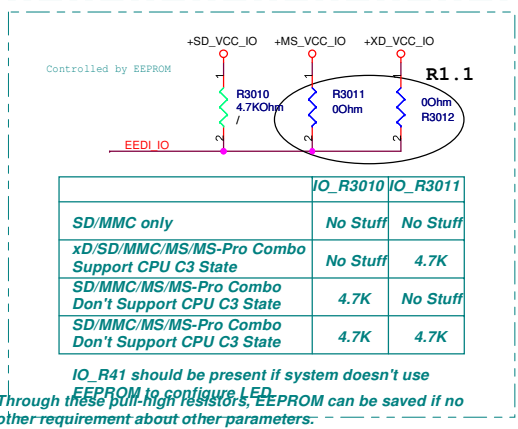 +SD_VCC_IO +MS_VCC_IO +XD_VCC_IO
Controlled by EEPROM
R1.1
1 1 1
R3010
4.7KOhm
/
R3011
0Ohm
0Ohm
R3012
2 2 2
EEDI_IO
IO_R3010 IO_R3011
SD/MMC only No Stuff No Stuff
xD/SD/MMC/MS/MS-Pro Combo
Support CPU C3 State No Stuff 4.7K
SD/MMC/MS/MS-Pro Combo
Don't Support CPU C3 State 4.7K No Stuff
SD/MMC/MS/MS-Pro Combo
Don't Support CPU C3 State 4.7K 4.7K
IO_R41 should be present if system doesn't use
EEPROM to configure LED
Through these pull-high resistors, EEPROM can be saved if no
other requirement about other parameters.